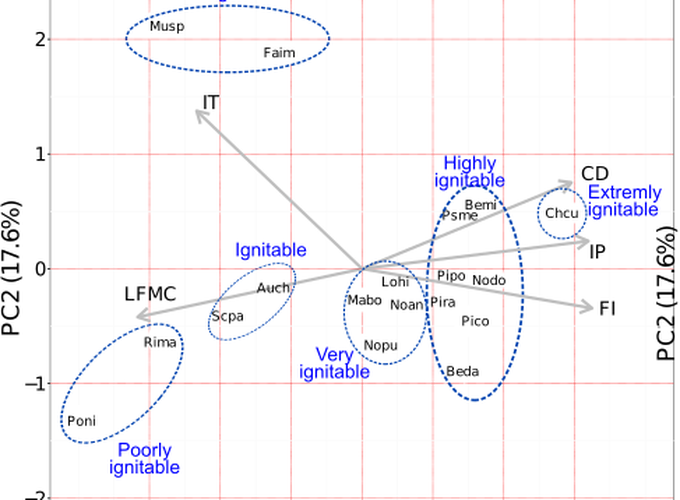 Musp
2
Faim
IT
1
Highly
ignitable
CD
Extremly
ignitable
Bemi
Psme
Chcu
Ignitable
IP
0
Pipo
Nodo
Lohi
Auch
LFMC
Mabo
Noan
Pira
FI
Scpa
Pico
Rima
Nopu
Very
ignitable
Beda
−1
Poni
Poorly
ignitable
−2
PC2 (17.6%)
PC2 (17.6%)